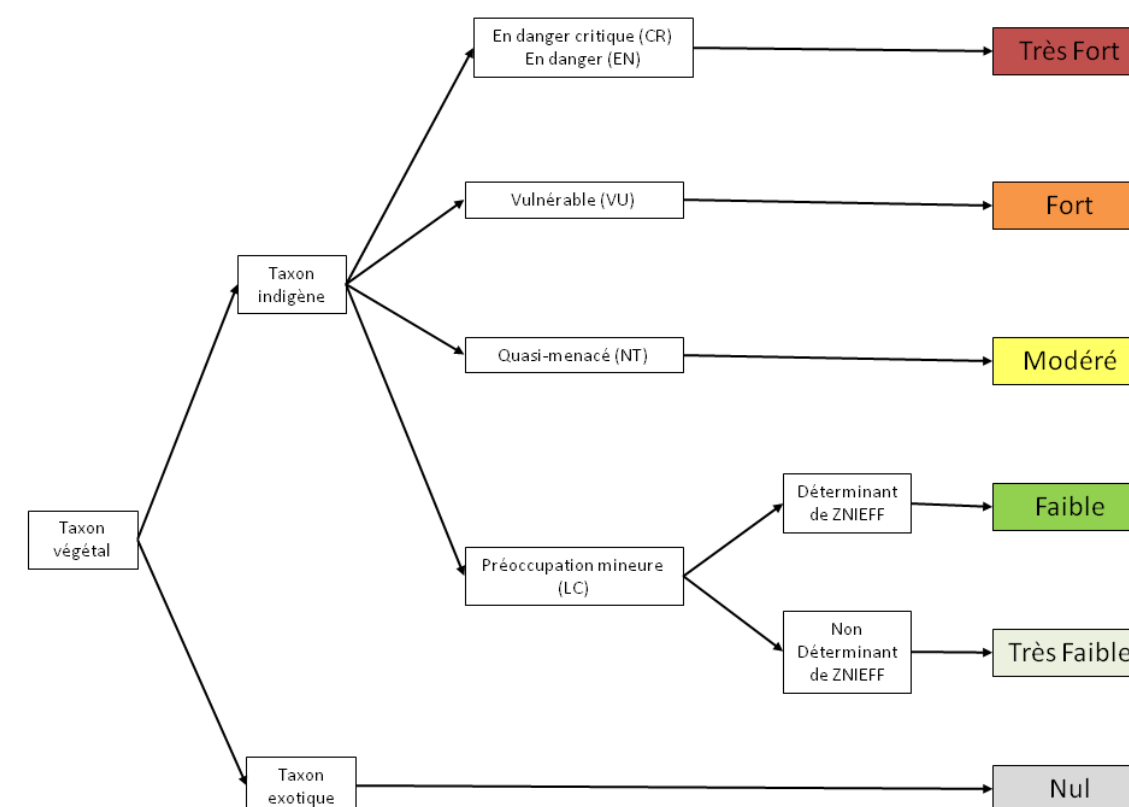 En danger critique (CR)
En danger (EN)
Très Fort
Vulnérable (VU)
Fort
Taxon
indigène
Quasi-menacé (NT)
Modéré
Déterminant
de ZNIEFF
Faible
Taxon
végétal
Préoccupation mineure
(LC)
Non
Déterminant
de ZNIEFF
Très Faible
Taxon
exotique
Nul